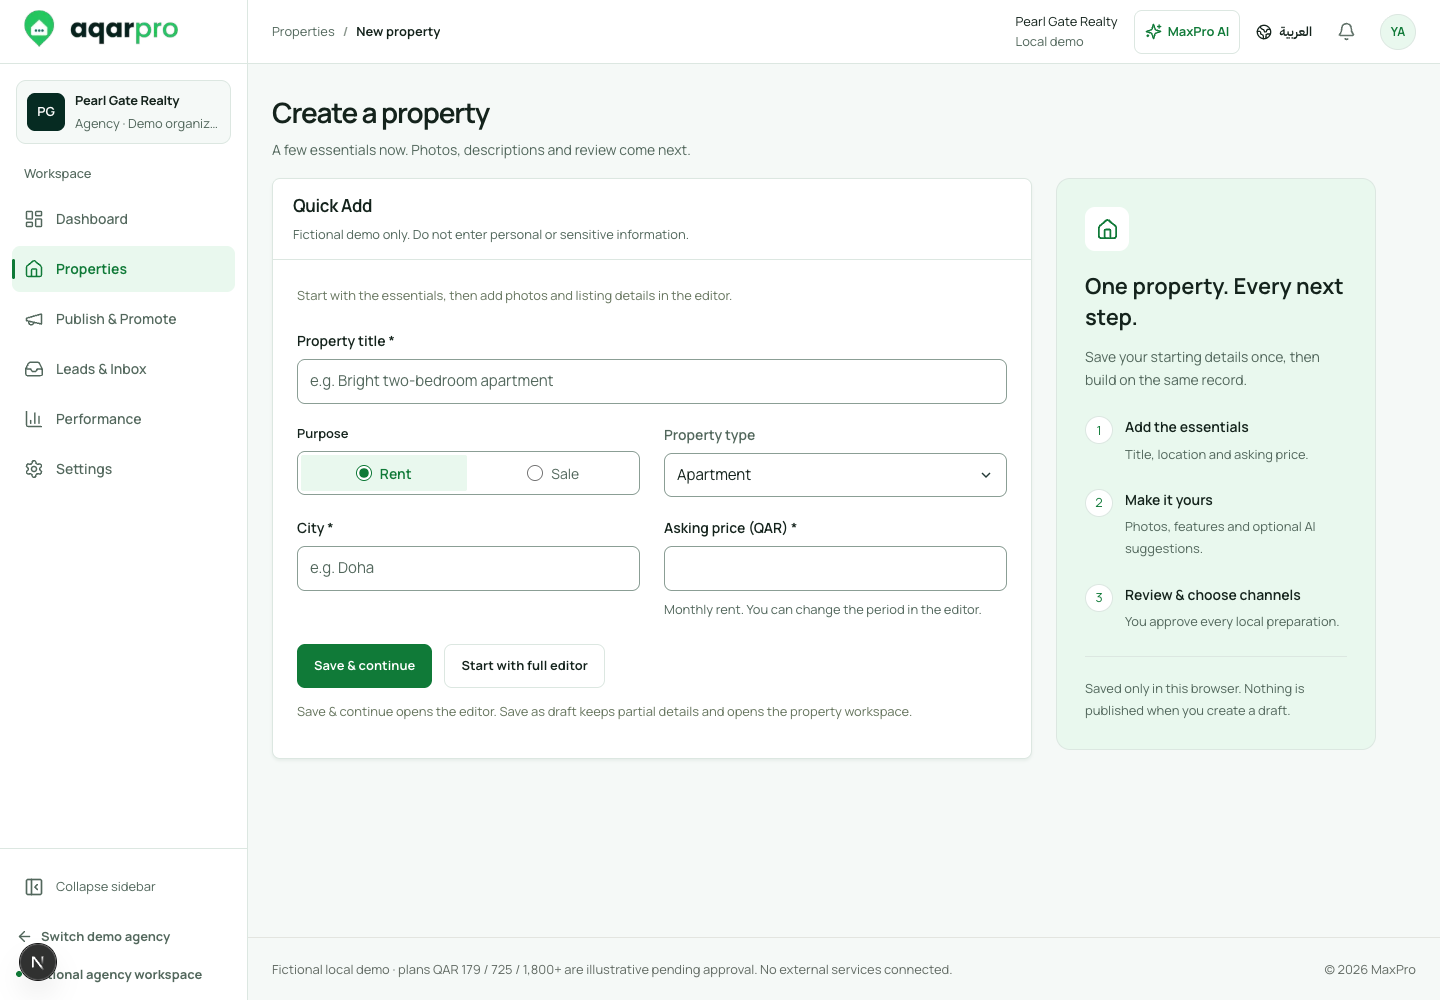 aqarpro
Properties / New property
Pearl Gate Realty
Local demo
MaxPro AI
العربية
YA
PG
Pearl Gate Realty
Agency · Demo organiz...
Workspace
Dashboard
Properties
Publish & Promote
Leads & Inbox
Performance
Settings
Collapse sidebar
Switch demo agency
N
agency workspace
Create a property
A few essentials now. Photos, descriptions and review come next.
Quick Add
Fictional demo only. Do not enter personal or sensitive information.
Start with the essentials, then add photos and listing details in the editor.
Property title *
e.g. Bright two-bedroom apartment
Purpose
Rent
Sale
Property type
Apartment
City *
e.g. Doha
Asking price (QAR) *
Monthly rent. You can change the period in the editor.
Save & continue
Start with full editor
Save & continue opens the editor. Save as draft keeps partial details and opens the property workspace.
One property. Every next
step.
Save your starting details once, then
build on the same record.
1
Add the essentials
Title, location and asking price.
2
Make it yours
Photos, features and optional AI
suggestions.
3
Review & choose channels
You approve every local preparation.
Saved only in this browser. Nothing is
published when you create a draft.
Fictional local demo · plans QAR 179 / 725 / 1,800+ are illustrative pending approval. No external services connected.
© 2026 MaxPro